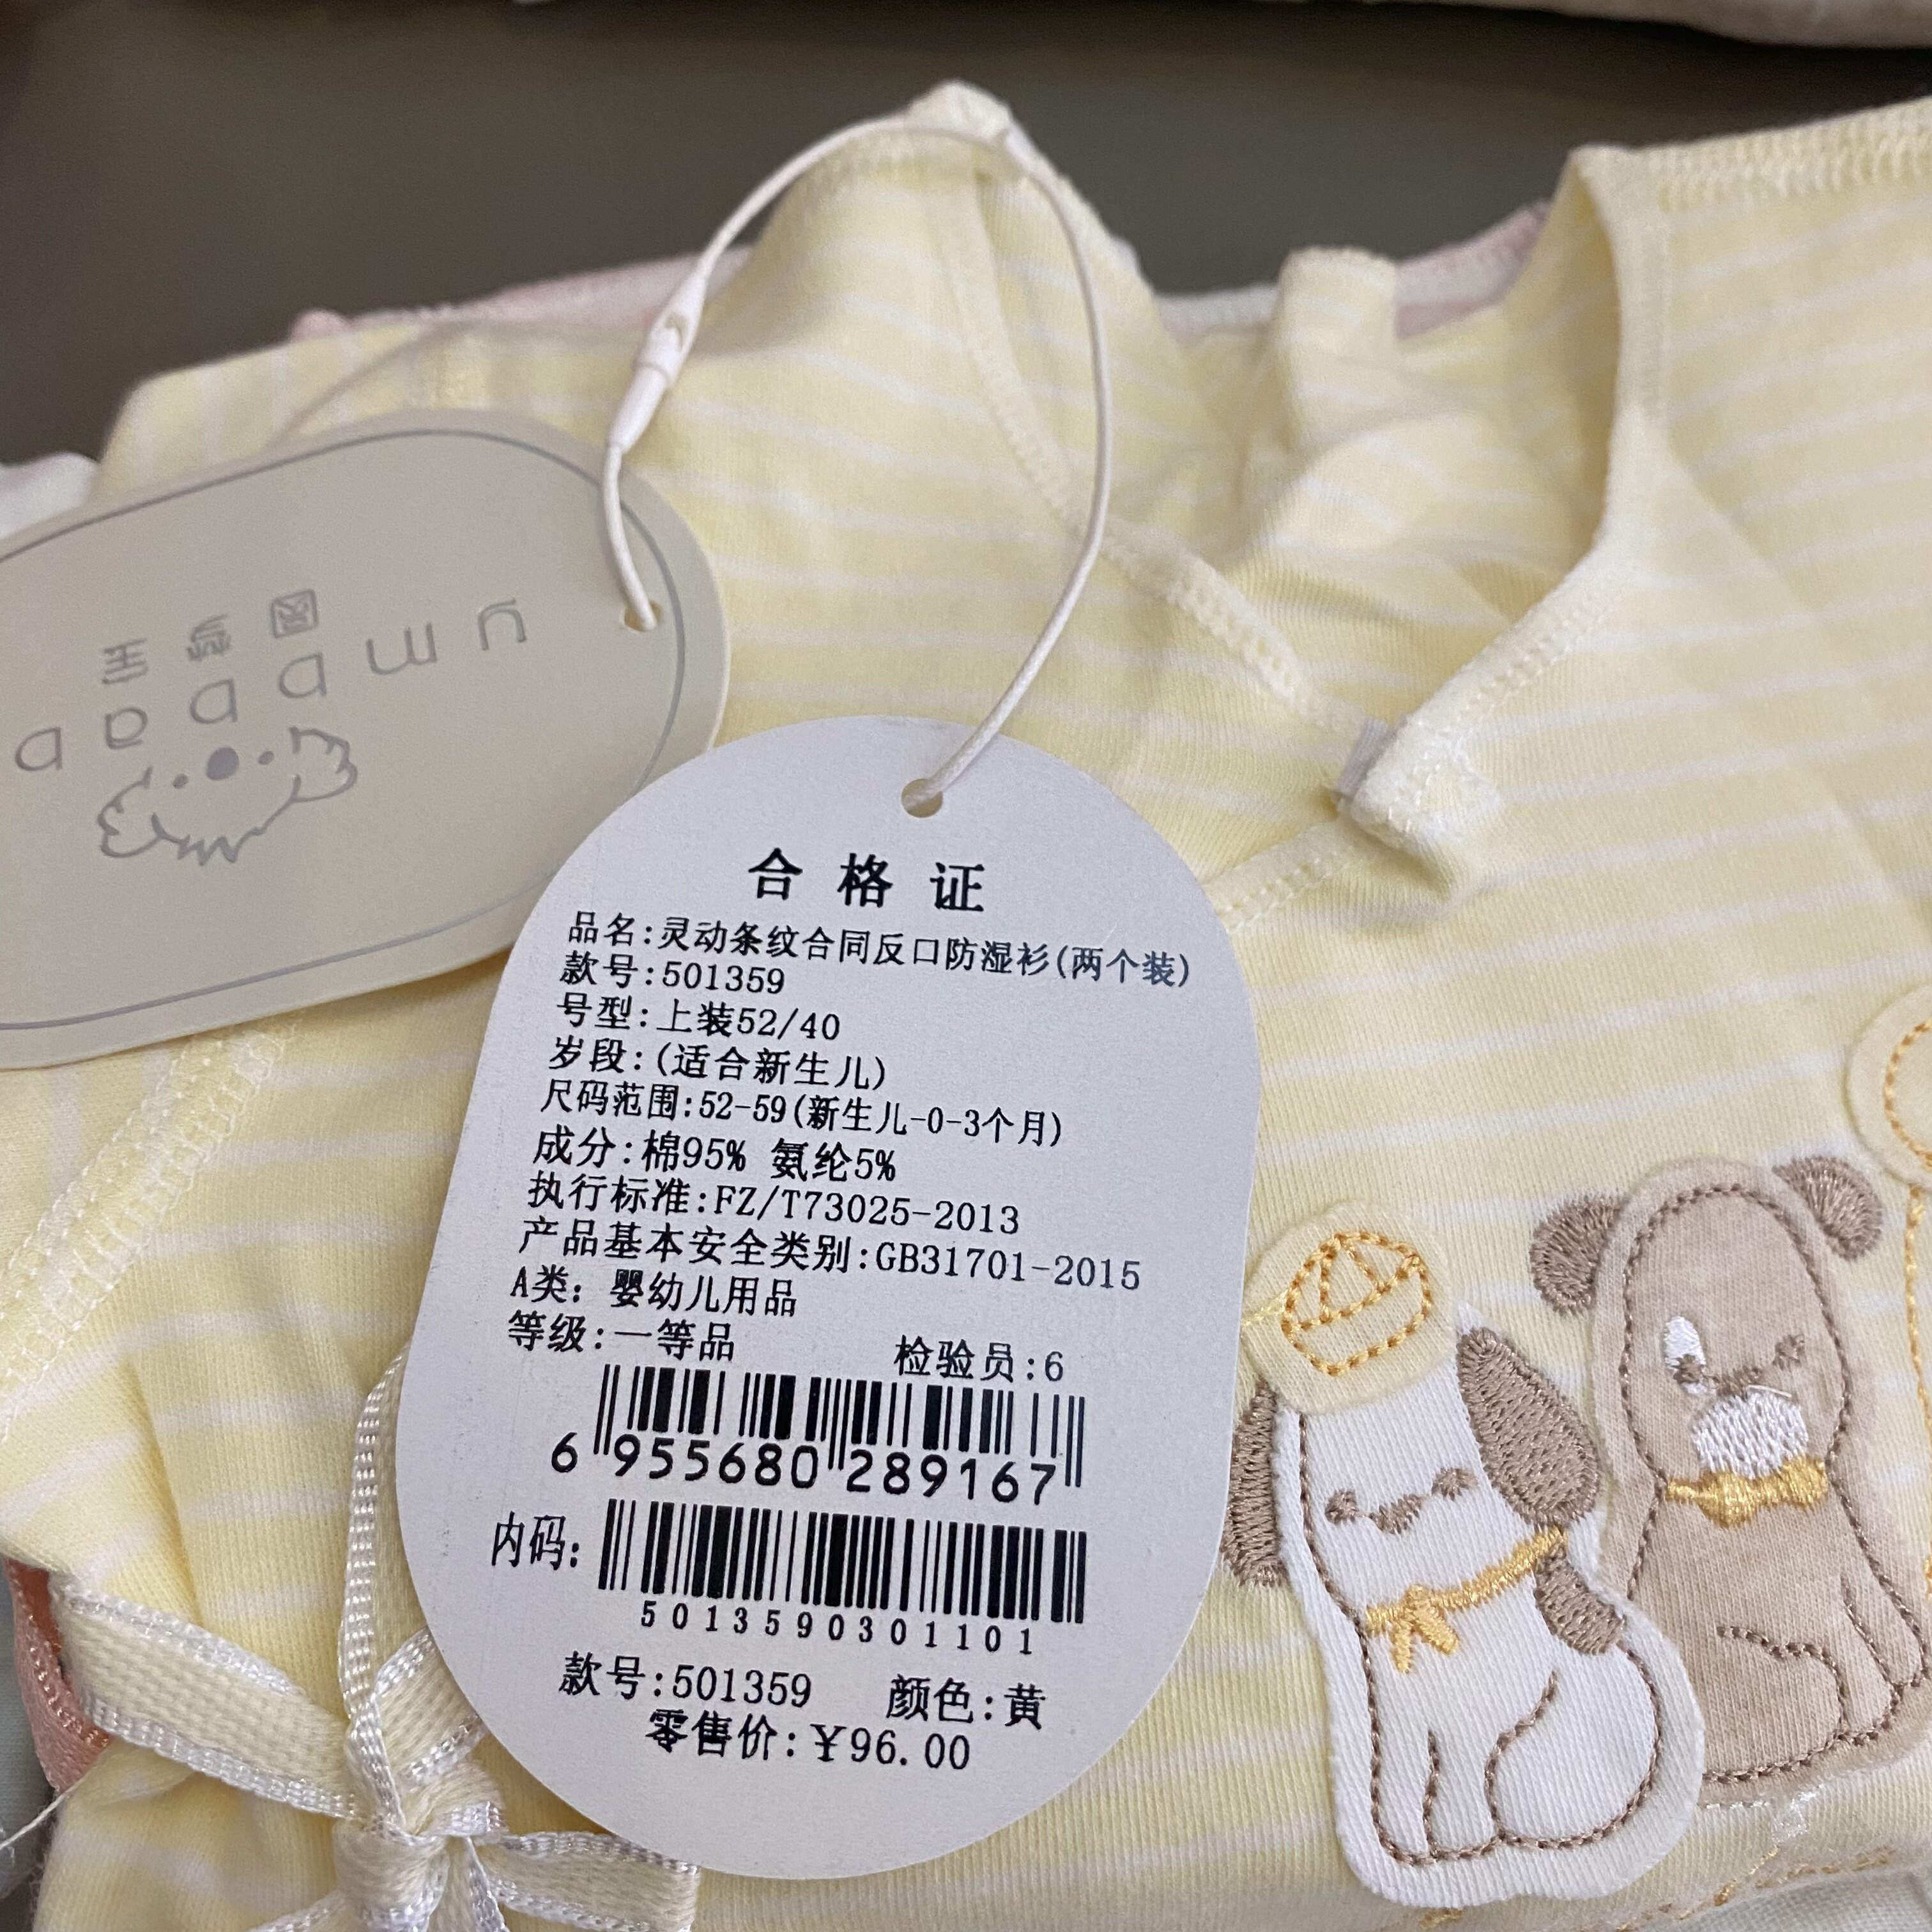 合格证
品名:灵动条纹合同反口防湿衫(两个装)
款号:501359
号型:上装52/40
岁段:(适合新生儿)
尺码范围:52-59(新生儿-0-3个月)
成分:棉95% 氨纶5%
执行标准:FZ/T73025-2013
产品基本安全类别:GB31701-2015
A类: 婴幼儿用品
等级:一等品 检验员:6
6 955680 289167
内码:
5013590301101
款号:501359 颜色:黄
零售价:¥96.00